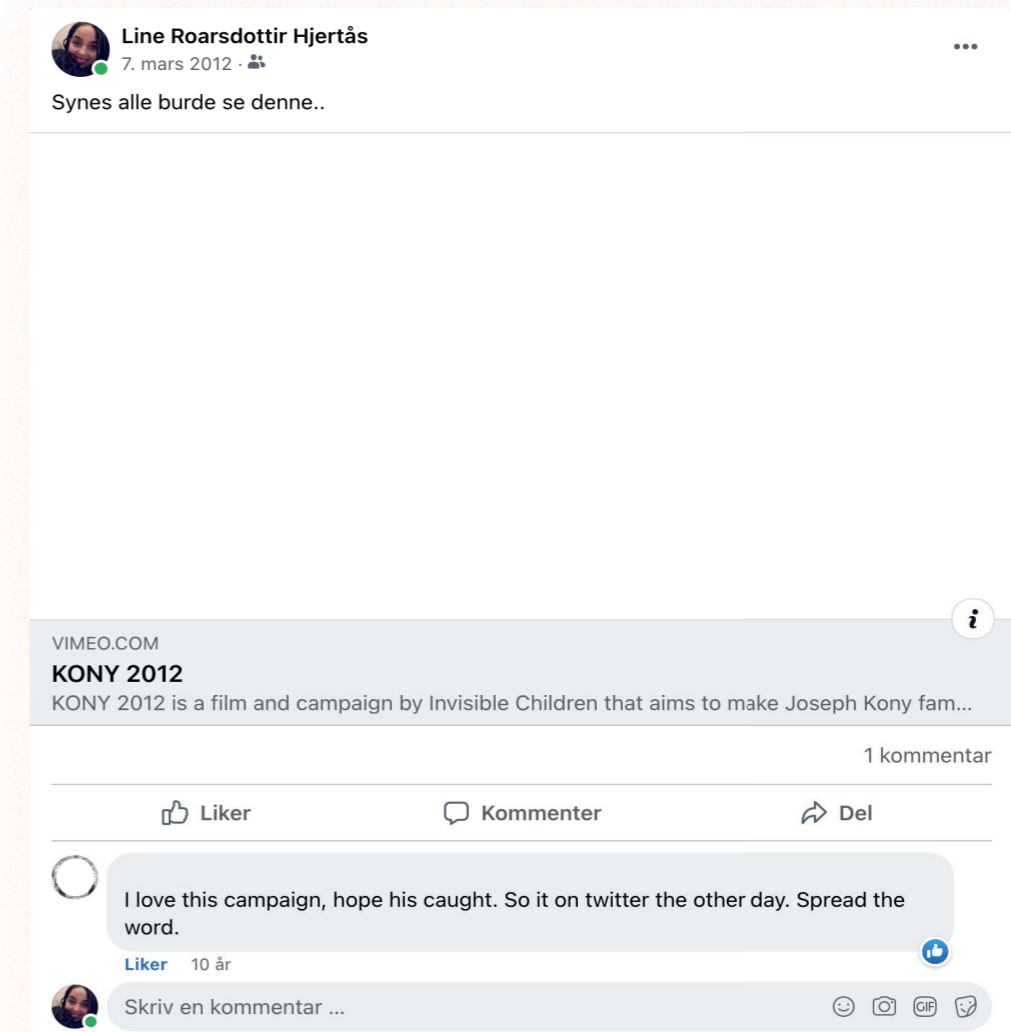 Line Roarsdottir Hjertås
7. mars 2012 ·
Synes alle burde se denne..
i
VIMEO.COM
KONY 2012
KONY 2012 is a film and campaign by Invisible Children that aims to make Joseph Kony fam...
1 kommentar
Liker Kommenter Del
I love this campaign, hope his caught. So it on twitter the other day. Spread the
word.
Liker 10 år
Skriv en kommentar ... GIF